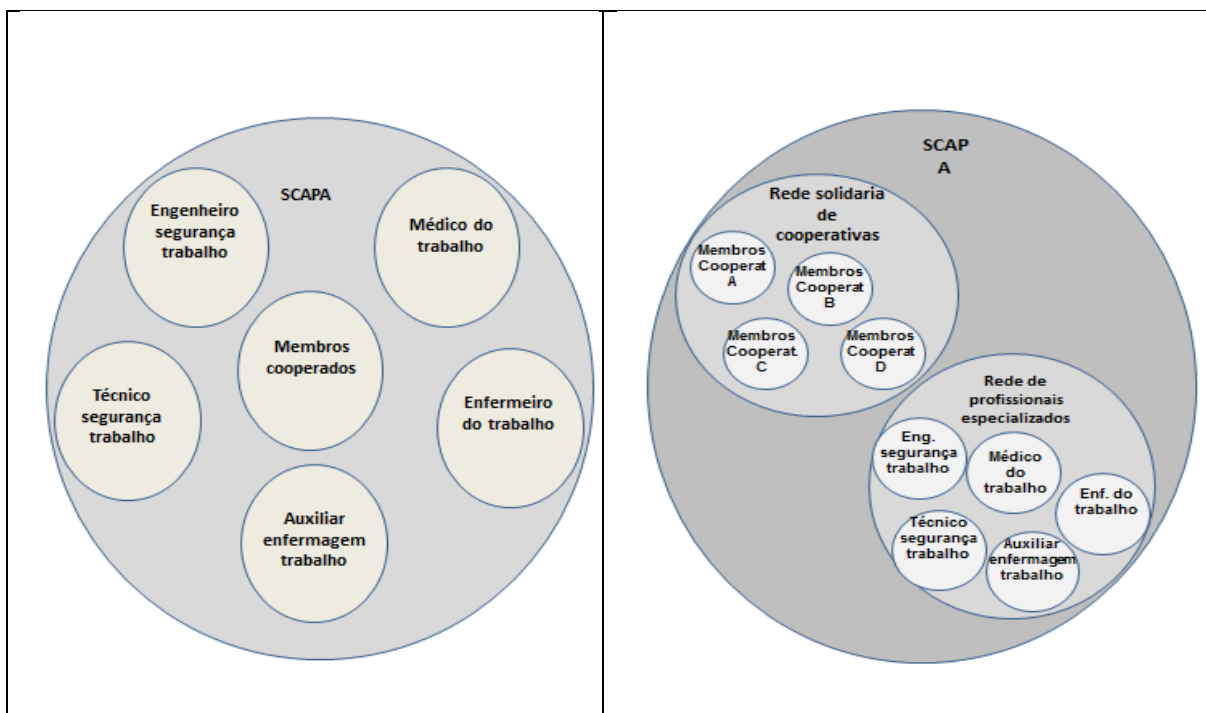 SCAPA
Engenheiro
segurança
trabalho
Médico do
trabalho
Membros
cooperados
Técnico
segurança
trabalho
Enfermeiro
do trabalho
Auxiliar
enfermagem
trabalho
SCAP
A
Rede solidaria
de
cooperativas
Membros
Cooperat
A
Membros
Cooperat
B
Membros
Cooperat.
C
Membros
Cooperat
D
Rede de
profissionais
especializados
Eng.
segurança
trabalho
Médico
do
trabalho
Enf. do
trabalho
Técnico
segurança
trabalho
Auxiliar
enfermagem
trabalho